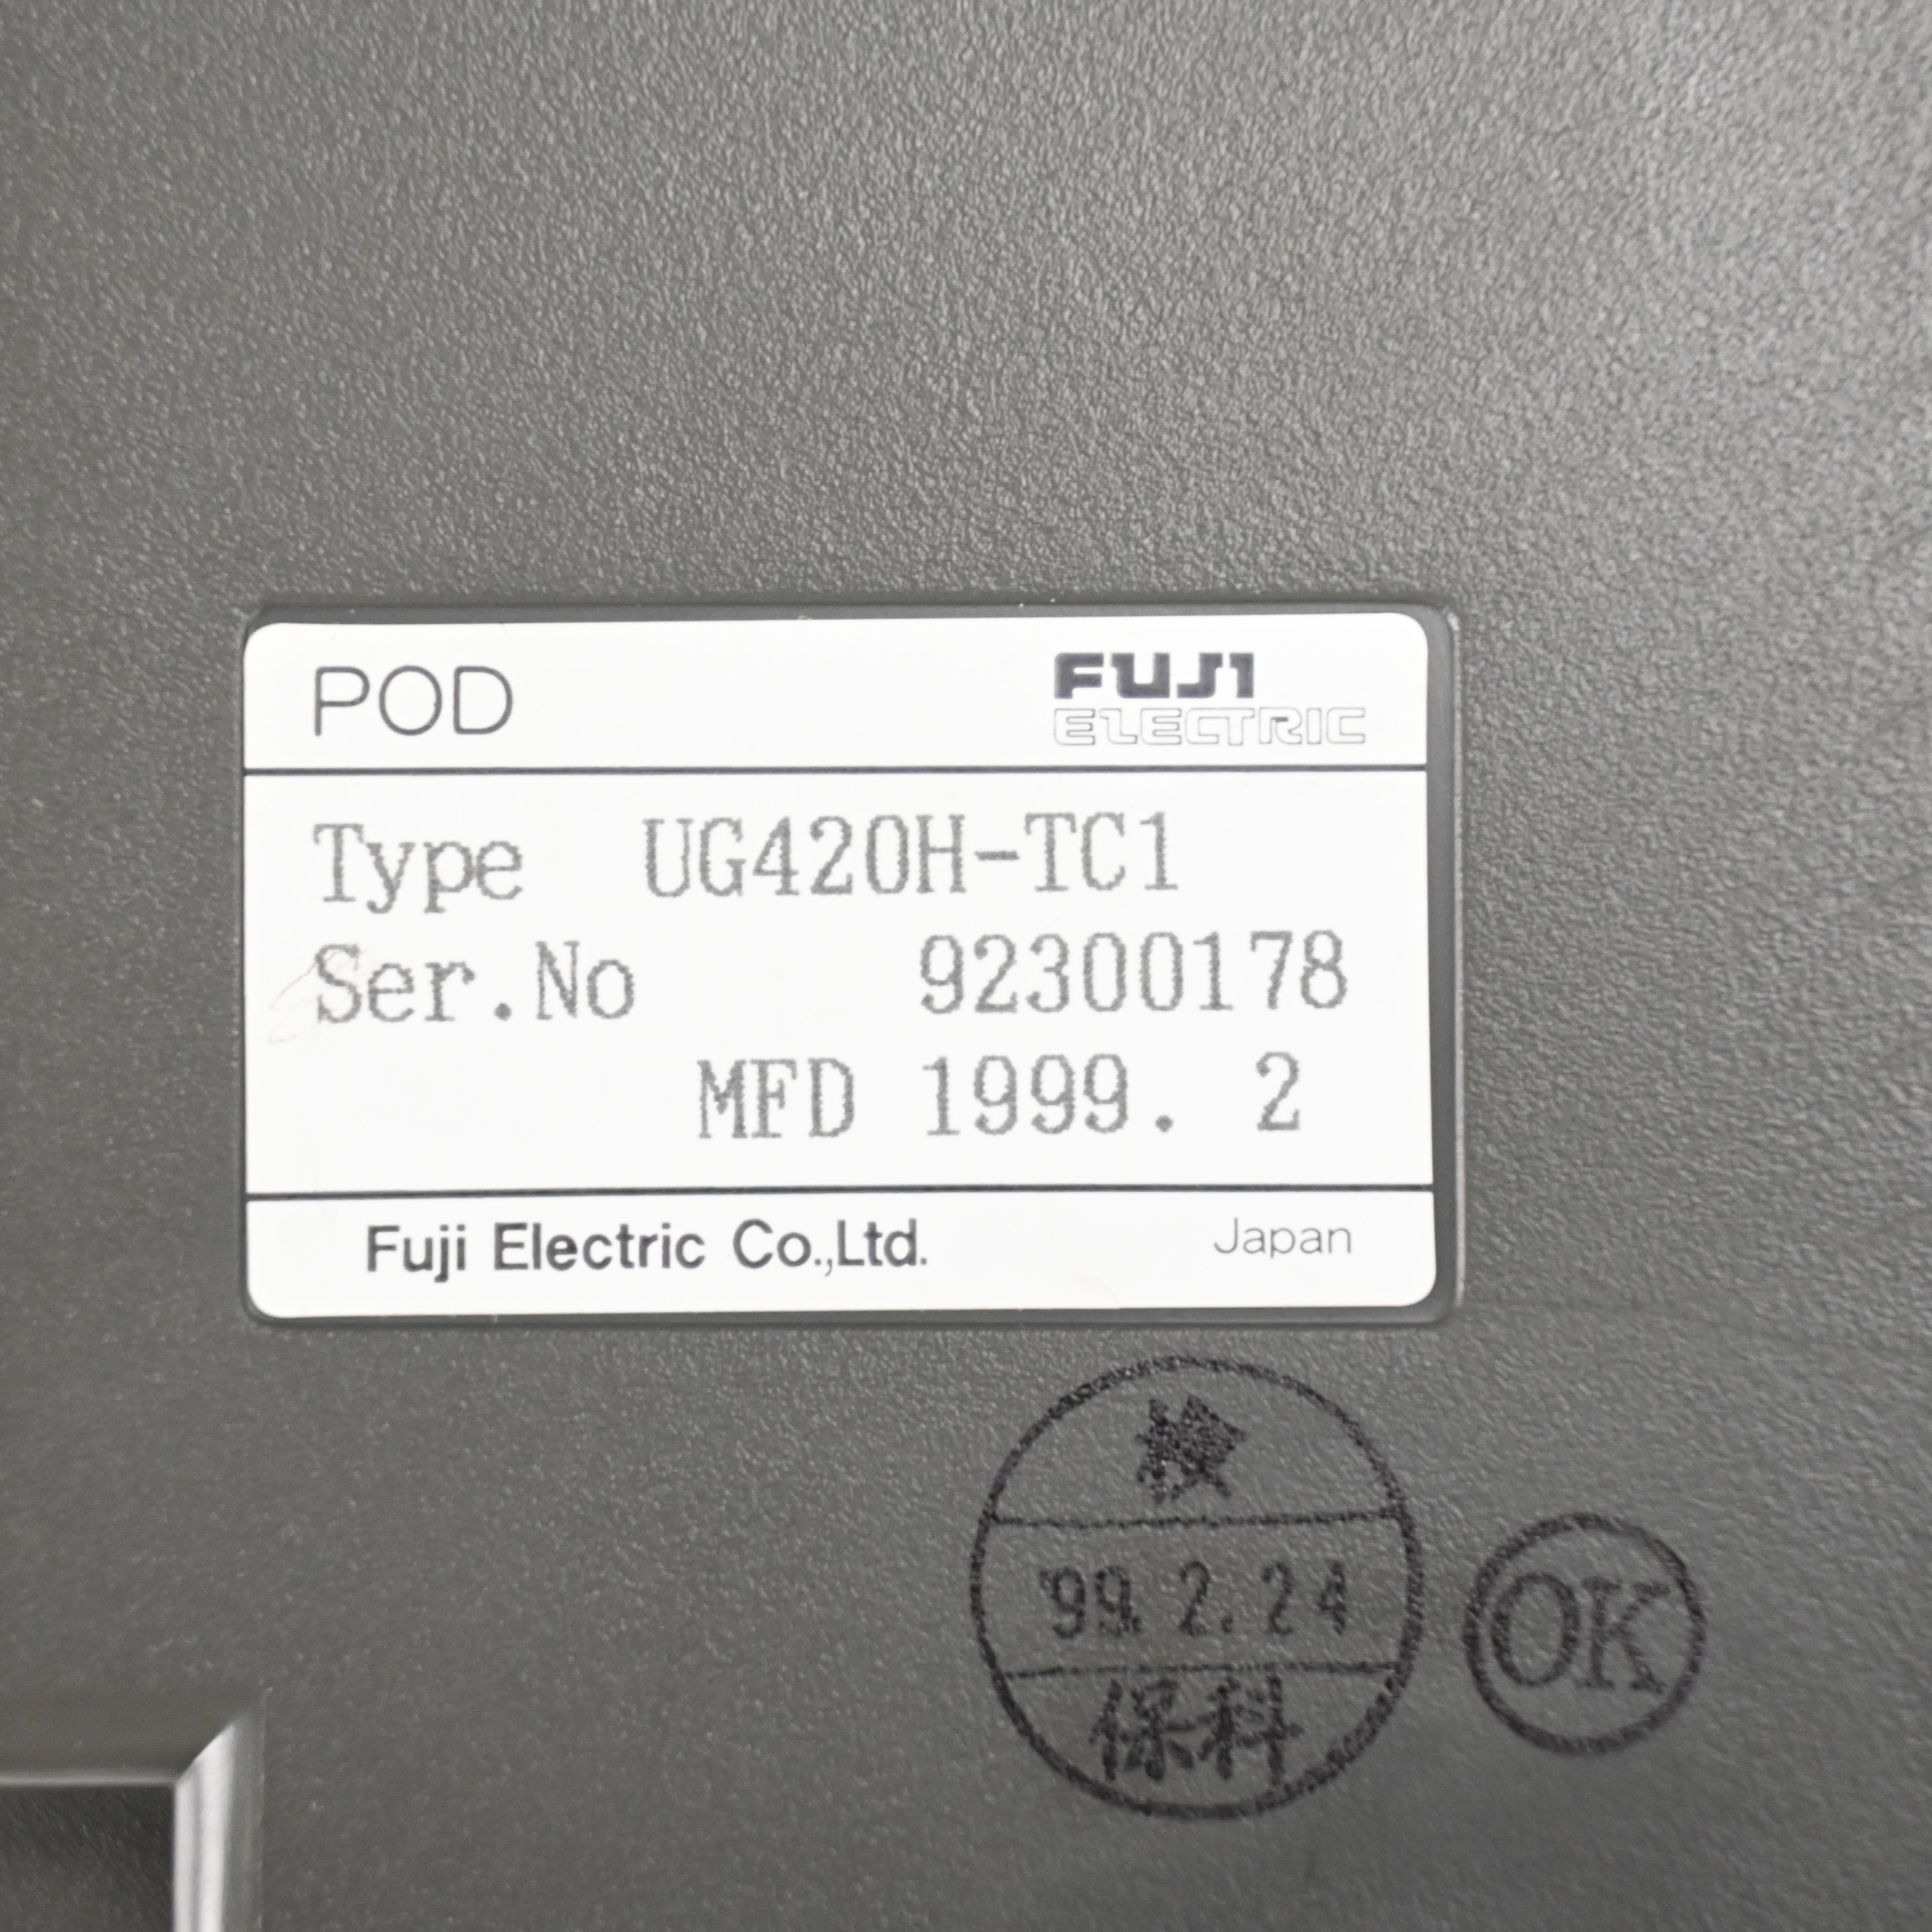 POD
FUJI
ELECTRIC
Type UG420H-TC1
Ser.No 92300178
MFD 1999. 2
Fuji Electric Co.,Ltd. Japan
検
'99. 2. 24
保科
OK